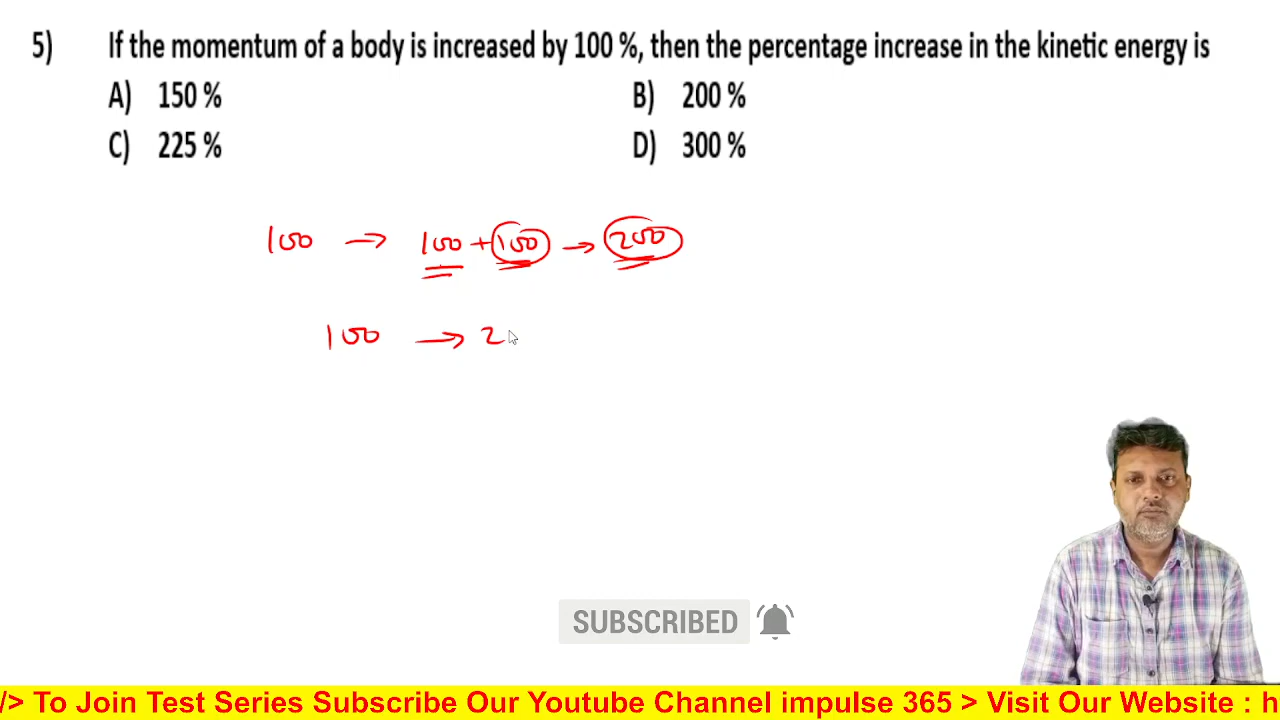 5) If the momentum of a body is increased by 100 %, then the percentage increase in the kinetic energy is
A) 150 % B) 200 %
C) 225 % D) 300 %
100 → 100 + 100 → 200
100 → 2
SUBSCRIBED
/> To Join Test Series Subscribe Our Youtube Channel impulse 365 > Visit Our Website : h